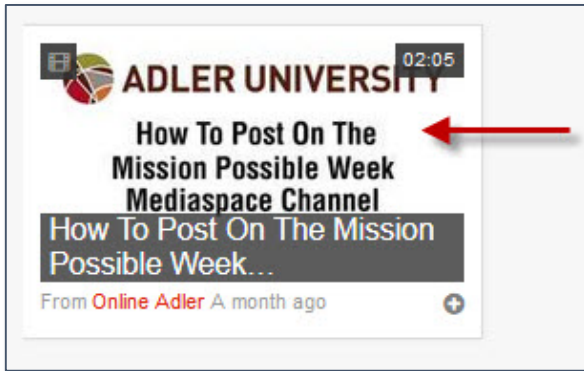 02:05
ADLER UNIVERSITY
How To Post On The
Mission Possible Week
Mediaspace Channel
How To Post On The Mission
Possible Week...
From Online Adler A month ago